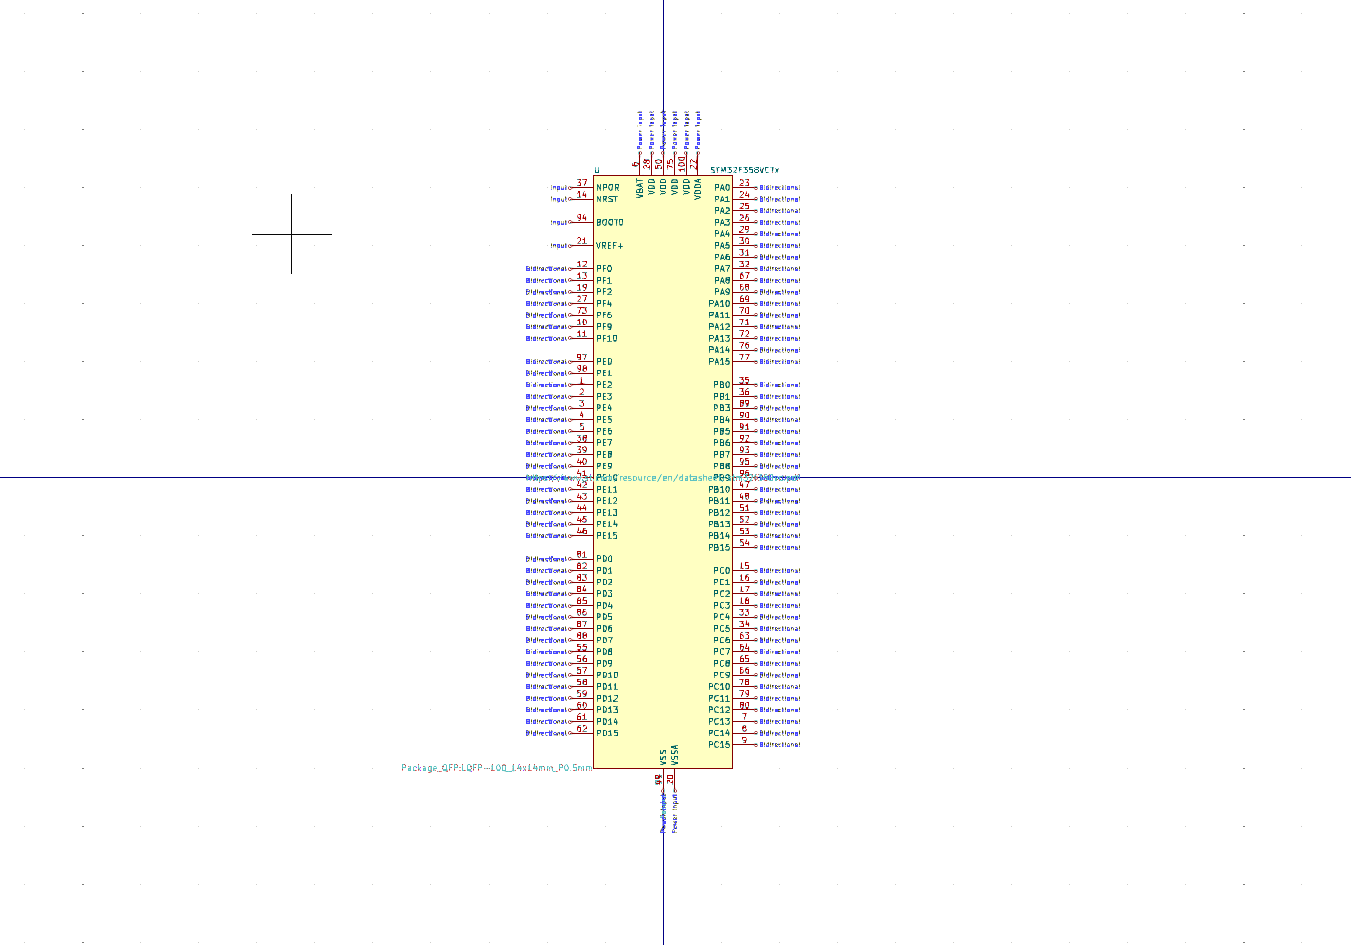 Power Input Power Input Power Input Power Input Power Input Power Input
6 28 50 75 100 22
U STM32F358VCTx
VBAT VDD VDD VDD VDD VDDA
Input 37 NPOR PA0 23 Bidirectional
Input 14 NRST PA1 24 Bidirectional
PA2 25 Bidirectional
Input 94 BOOT0 PA3 26 Bidirectional
PA4 29 Bidirectional
Input 21 VREF+ PA5 30 Bidirectional
PA6 31 Bidirectional
Bidirectional 12 PF0 PA7 32 Bidirectional
Bidirectional 13 PF1 PA8 67 Bidirectional
Bidirectional 19 PF2 PA9 68 Bidirectional
Bidirectional 27 PF4 PA10 69 Bidirectional
Bidirectional 73 PF6 PA11 70 Bidirectional
Bidirectional 10 PF9 PA12 71 Bidirectional
Bidirectional 11 PF10 PA13 72 Bidirectional
PA14 76 Bidirectional
Bidirectional 97 PE0 PA15 77 Bidirectional
Bidirectional 98 PE1
Bidirectional 1 PE2 PB0 35 Bidirectional
Bidirectional 2 PE3 PB1 36 Bidirectional
Bidirectional 3 PE4 PB3 89 Bidirectional
Bidirectional 4 PE5 PB4 90 Bidirectional
Bidirectional 5 PE6 PB5 91 Bidirectional
Bidirectional 38 PE7 PB6 92 Bidirectional
Bidirectional 39 PE8 PB7 93 Bidirectional
Bidirectional 40 PE9 PB8 95 Bidirectional
41 PE10 resource/en/datasheet PB9 96
Bidirectional 42 PE11 PB10 47 Bidirectional
Bidirectional 43 PE12 PB11 48 Bidirectional
Bidirectional 44 PE13 PB12 51 Bidirectional
Bidirectional 45 PE14 PB13 52 Bidirectional
Bidirectional 46 PE15 PB14 53 Bidirectional
PB15 54 Bidirectional
Bidirectional 81 PD0
Bidirectional 82 PD1 PC0 15 Bidirectional
Bidirectional 83 PD2 PC1 16 Bidirectional
Bidirectional 84 PD3 PC2 17 Bidirectional
Bidirectional 85 PD4 PC3 18 Bidirectional
Bidirectional 86 PD5 PC4 33 Bidirectional
Bidirectional 87 PD6 PC5 34 Bidirectional
Bidirectional 88 PD7 PC6 63 Bidirectional
Bidirectional 55 PD8 PC7 64 Bidirectional
Bidirectional 56 PD9 PC8 65 Bidirectional
Bidirectional 57 PD10 PC9 66 Bidirectional
Bidirectional 58 PD11 PC10 78 Bidirectional
Bidirectional 59 PD12 PC11 79 Bidirectional
Bidirectional 60 PD13 PC12 80 Bidirectional
Bidirectional 61 PD14 PC13 7 Bidirectional
Bidirectional 62 PD15 PC14 8 Bidirectional
PC15 9 Bidirectional
VSS VSSA
Package_QFP:LQFP-100_14x14mm_P0.5mm
20
Power Input